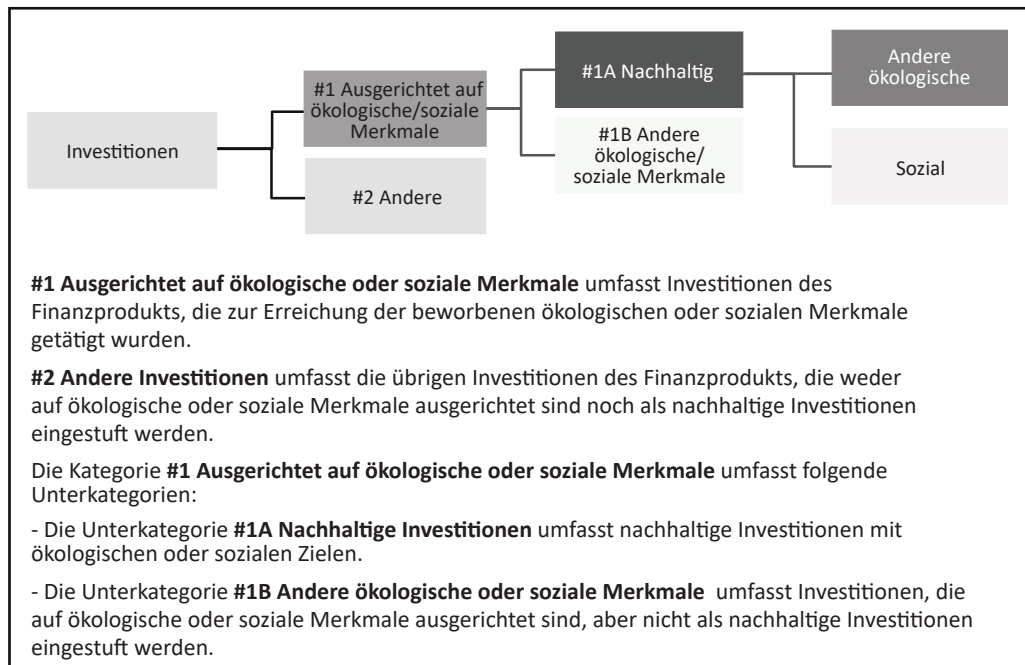 Investitionen
#1 Ausgerichtet auf
ökologische/soziale
Merkmale
#2 Andere
#1A Nachhaltig
#1B Andere
ökologische/
soziale Merkmale
Andere
ökologische
Sozial
#1 Ausgerichtet auf ökologische oder soziale Merkmale umfasst Investitionen des
Finanzprodukts, die zur Erreichung der beworbenen ökologischen oder sozialen Merkmale
getätigt wurden.
#2 Andere Investitionen umfasst die übrigen Investitionen des Finanzprodukts, die weder
auf ökologische oder soziale Merkmale ausgerichtet sind noch als nachhaltige Investitionen
eingestuft werden.
Die Kategorie #1 Ausgerichtet auf ökologische oder soziale Merkmale umfasst folgende
Unterkategorien:
- Die Unterkategorie #1A Nachhaltige Investitionen umfasst nachhaltige Investitionen mit
ökologischen oder sozialen Zielen.
- Die Unterkategorie #1B Andere ökologische oder soziale Merkmale umfasst Investitionen, die
auf ökologische oder soziale Merkmale ausgerichtet sind, aber nicht als nachhaltige Investitionen
eingestuft werden.